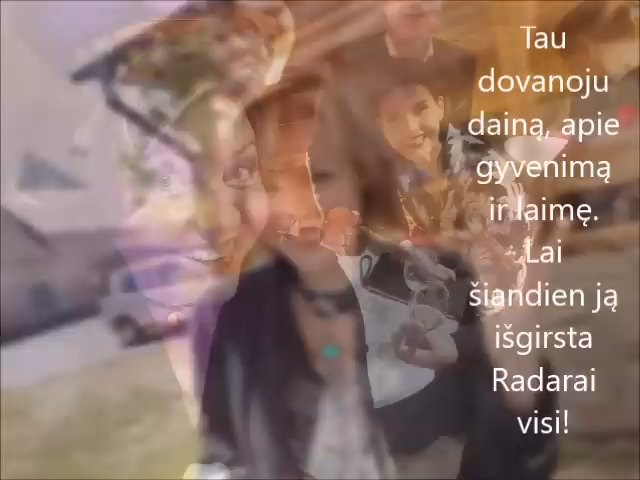 Tau
dovanoju
dainą, apie
gyvenimą
ir laimę.
Lai
šiandien ją
išgirsta
Radarai
visi!